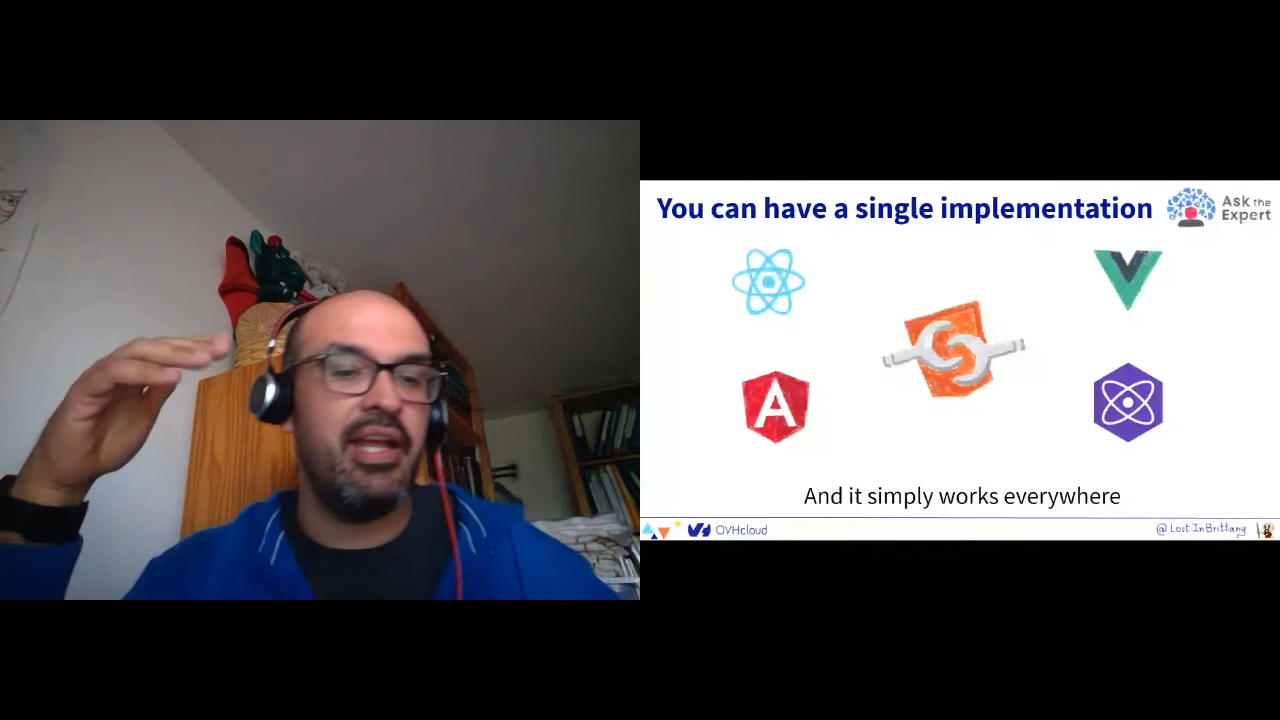 You can have a single implementation
Ask the
Expert
And it simply works everywhere
OVHcloud
@LostInBrittany